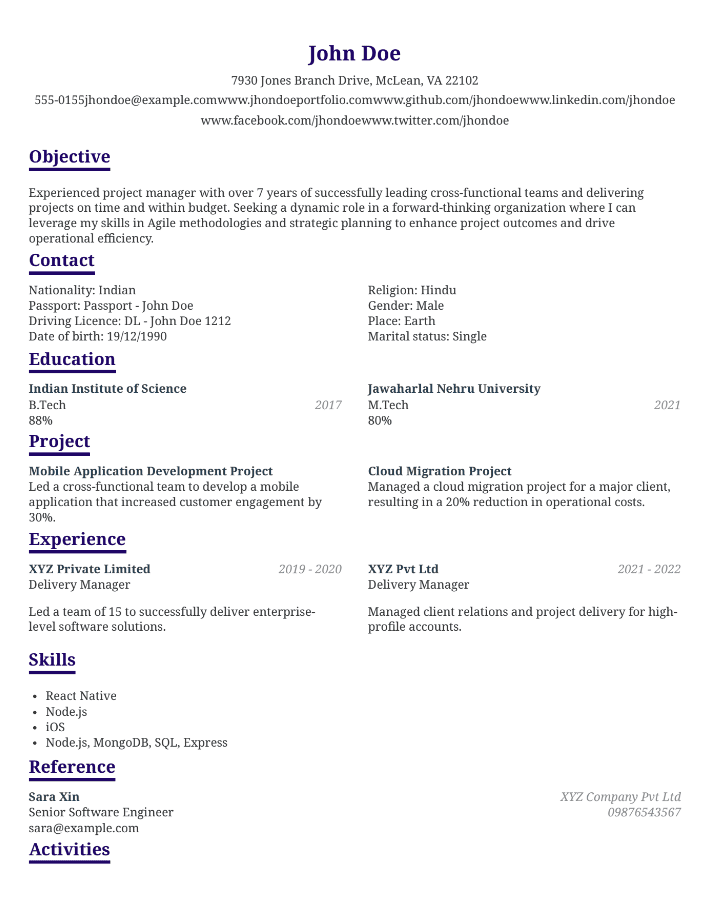 John Doe
7930 Jones Branch Drive, McLean, VA 22102
555-0155jhondoe@example.comwww.jhondoeportfolio.comwww.github.com/jhondoewww.linkedin.com/jhondoe
www.facebook.com/jhondoewww.twitter.com/jhondoe
Objective
Experienced project manager with over 7 years of successfully leading cross-functional teams and delivering
projects on time and within budget. Seeking a dynamic role in a forward-thinking organization where I can
leverage my skills in Agile methodologies and strategic planning to enhance project outcomes and drive
operational efficiency.
Contact
Nationality: Indian
Passport: Passport - John Doe
Driving Licence: DL - John Doe 1212
Date of birth: 19/12/1990
Religion: Hindu
Gender: Male
Place: Earth
Marital status: Single
Education
Indian Institute of Science
B.Tech 2017
88%
Jawaharlal Nehru University
M.Tech 2021
80%
Project
Mobile Application Development Project
Led a cross-functional team to develop a mobile
application that increased customer engagement by
30%.
Cloud Migration Project
Managed a cloud migration project for a major client,
resulting in a 20% reduction in operational costs.
Experience
XYZ Private Limited 2019 - 2020
Delivery Manager
Led a team of 15 to successfully deliver enterprise-
level software solutions.
XYZ Pvt Ltd 2021 - 2022
Delivery Manager
Managed client relations and project delivery for high-
profile accounts.
Skills
• React Native
• Node.js
• iOS
• Node.js, MongoDB, SQL, Express
Reference
Sara Xin XYZ Company Pvt Ltd
Senior Software Engineer 09876543567
sara@example.com
Activities